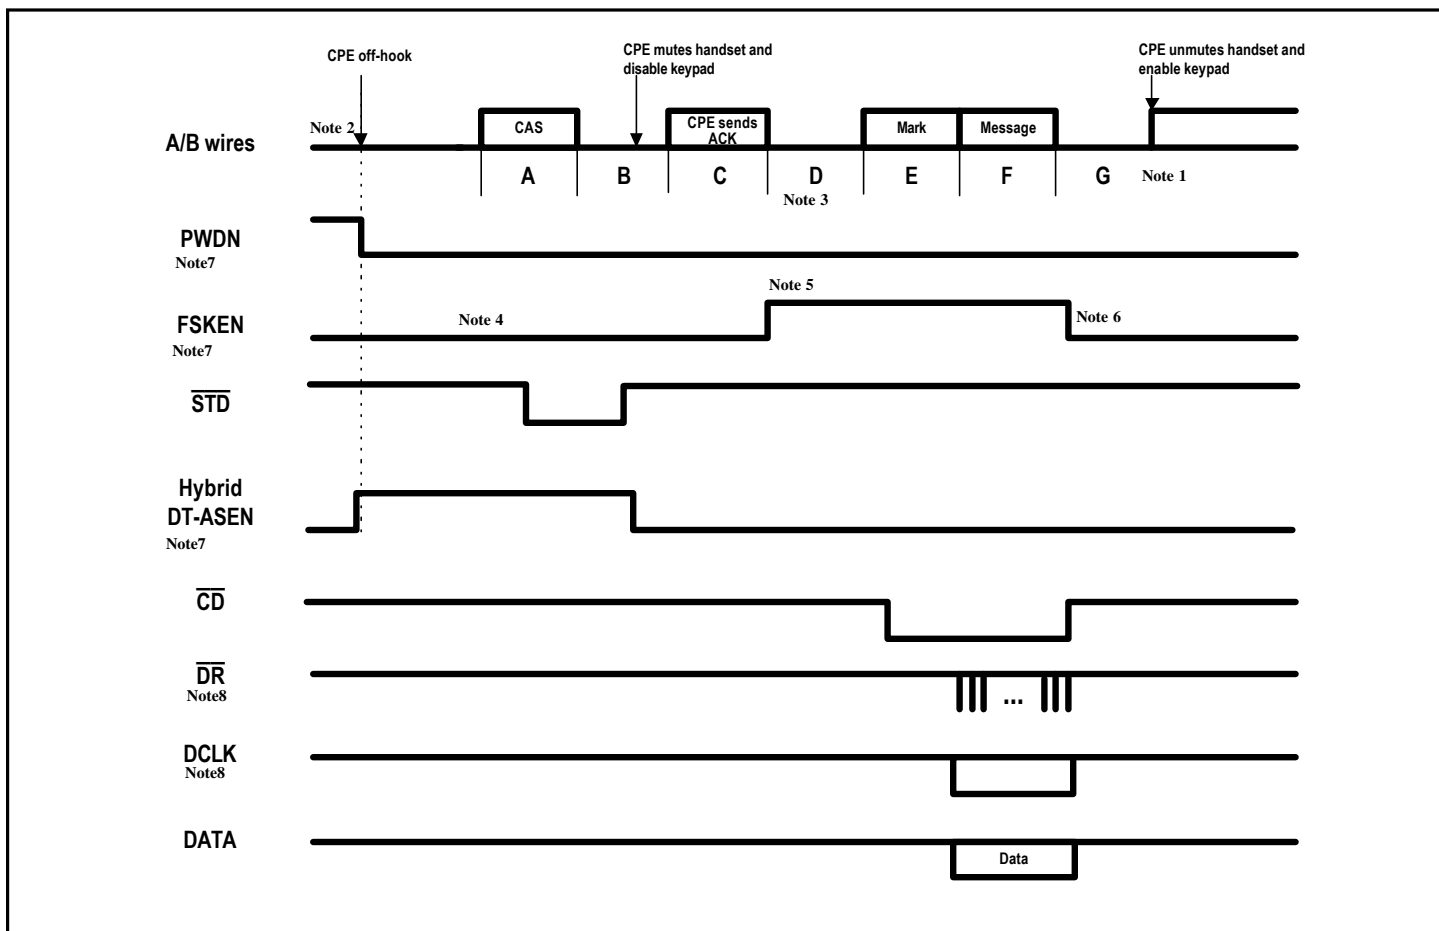 CPE off-hook
CPE mutes handset and
disable keypad
CPE unmutes handset and
enable keypad
A/B wires
Note 2
CAS
CPE sends
ACK
Mark
Message
A
B
C
D
E
F
G
Note 1
Note 3
PWDN
Note7
FSKEN
Note7
Note 4
Note 5
Note 6
STD
Hybrid
DT-ASEN
Note7
CD
DR
Note8
...
DCLK
Note8
DATA
Data